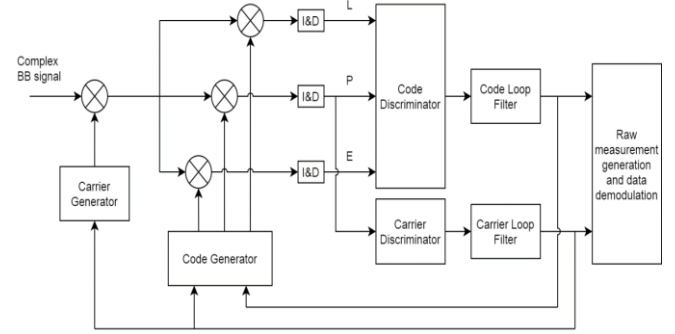 L
I&D
Complex
BB signal
P
I&D
Code
Discriminator
Code Loop
Filter
Raw
measurement
generation
and data
demodulation
E
I&D
Carrier
Generator
Carrier
Discriminator
Carrier Loop
Filter
Code Generator